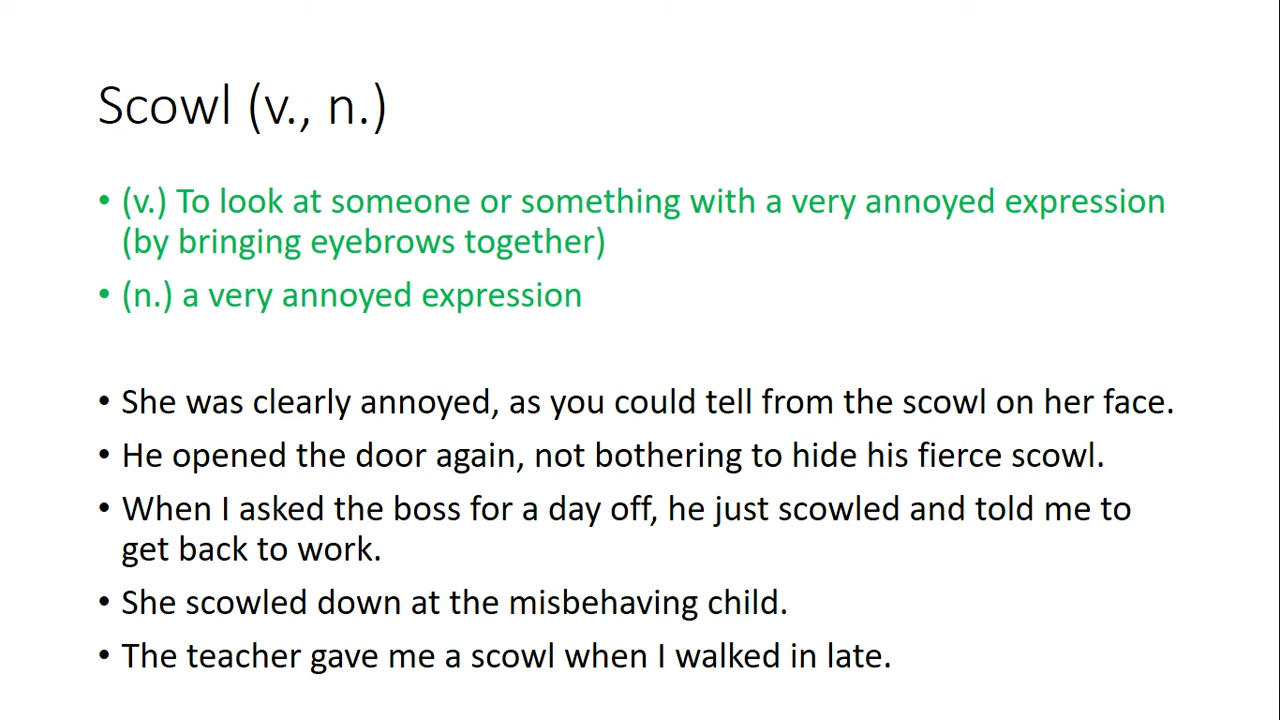 Scowl (v., n.)
• (v.) To look at someone or something with a very annoyed expression
(by bringing eyebrows together)
• (n.) a very annoyed expression
• She was clearly annoyed, as you could tell from the scowl on her face.
• He opened the door again, not bothering to hide his fierce scowl.
• When I asked the boss for a day off, he just scowled and told me to
get back to work.
• She scowled down at the misbehaving child.
• The teacher gave me a scowl when I walked in late.